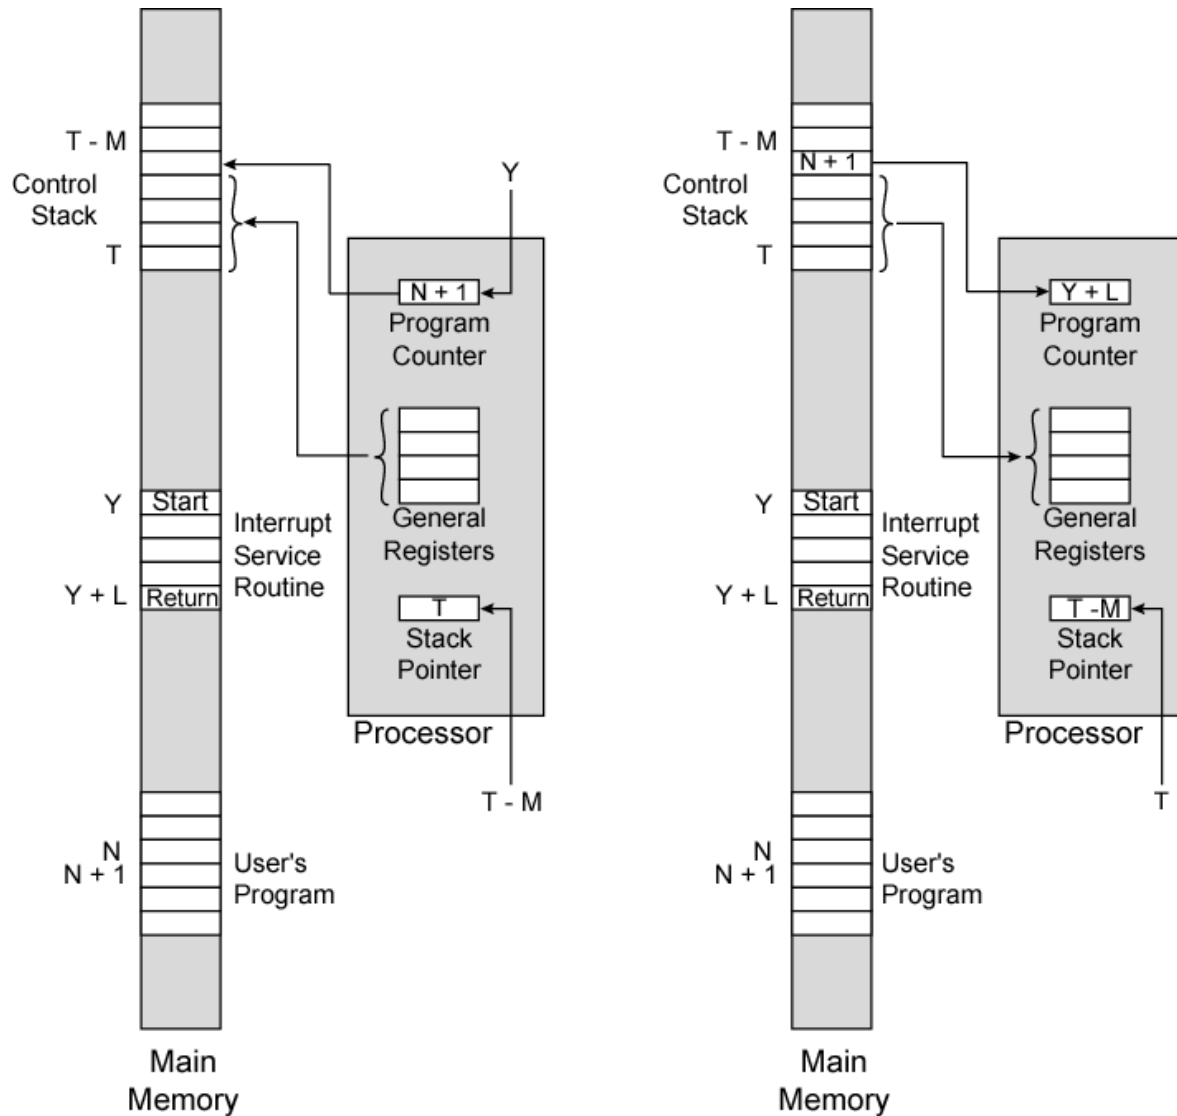 T - M
Control
Stack
T
Y
N + 1
Program
Counter
General
Registers
T
Stack
Pointer
Processor
T - M
Y
Start
Interrupt
Service
Routine
Y + L
Return
N
N + 1
User's
Program
Main
Memory
T - M
N + 1
Control
Stack
T
Y + L
Program
Counter
General
Registers
T -M
Stack
Pointer
Processor
T
Y
Start
Interrupt
Service
Routine
Y + L
Return
N
N + 1
User's
Program
Main
Memory